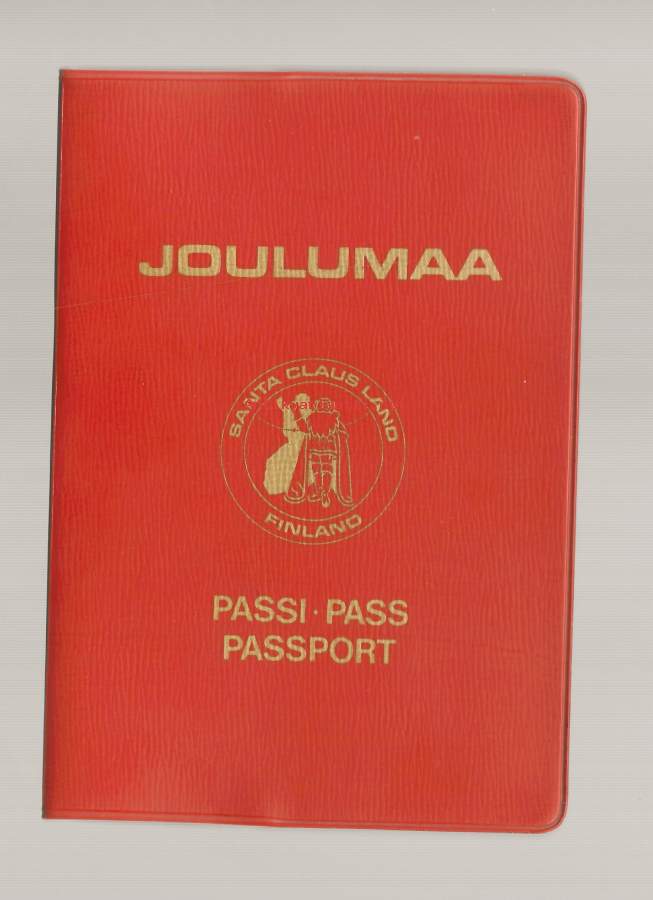 JOULUMAA
SANTA CLAUS LAND
FINLAND
PASSI · PASS
PASSPORT